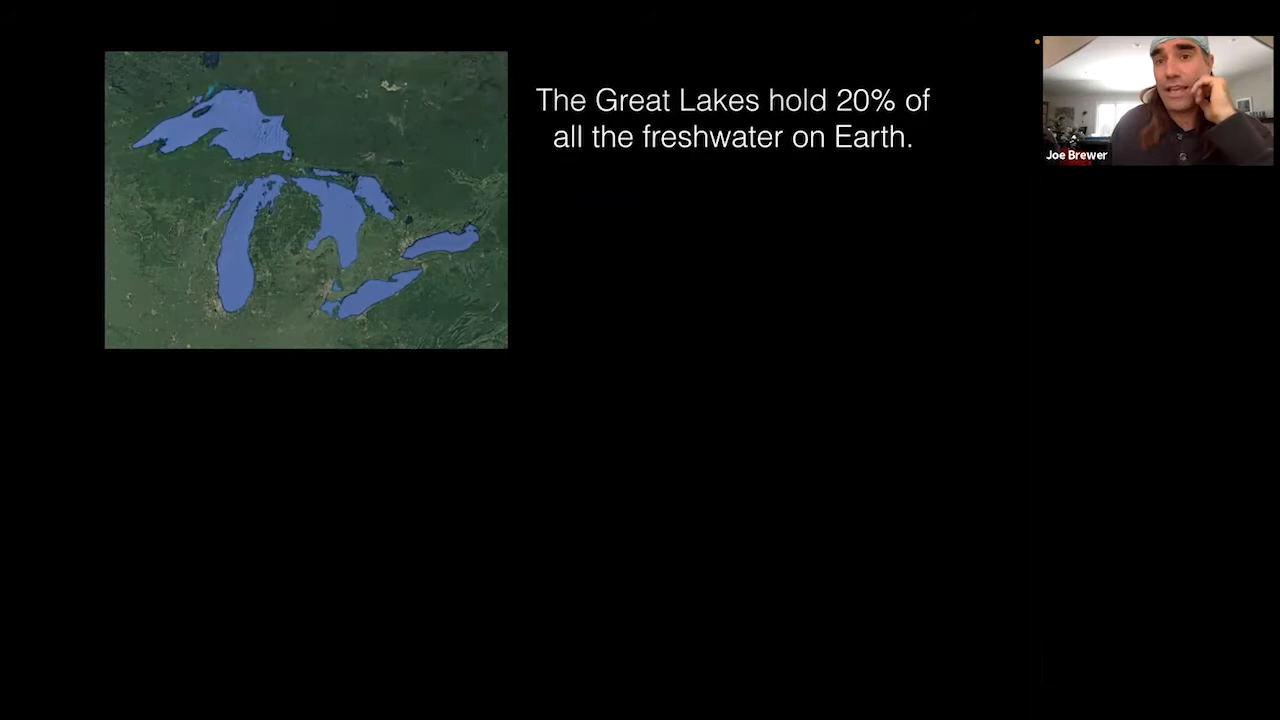 The Great Lakes hold 20% of
all the freshwater on Earth.
Joe Brewer